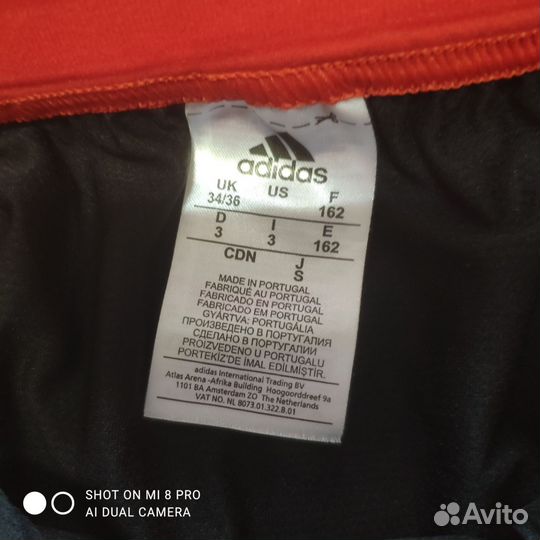 adidas
UK US F
34/36 162
D I E
3 3 162
CDN J
S
MADE IN PORTUGAL
FABRIQUÉ AU PORTUGAL
FABRICADO EN PORTUGAL
FABRICADO EM PORTUGAL
GYÁRTVA: PORTUGÁLIA
ПРОИЗВЕДЕНО В ПОРТУГАЛИИ
СДЕЛАНО В ПОРТУГАЛИИ
PROIZVEDENO U PORTUGALU
PORTEKİZ'DE IMAL EDİLMİŞTİR.
adidas International Trading BV
Atlas Arena -Afrika Building Hoogoorddreef 9a
1101 BA Amsterdam ZO The Netherlands
VAT NO. NL 8073.01.322.B.01
SHOT ON MI 8 PRO
AI DUAL CAMERA
Avito